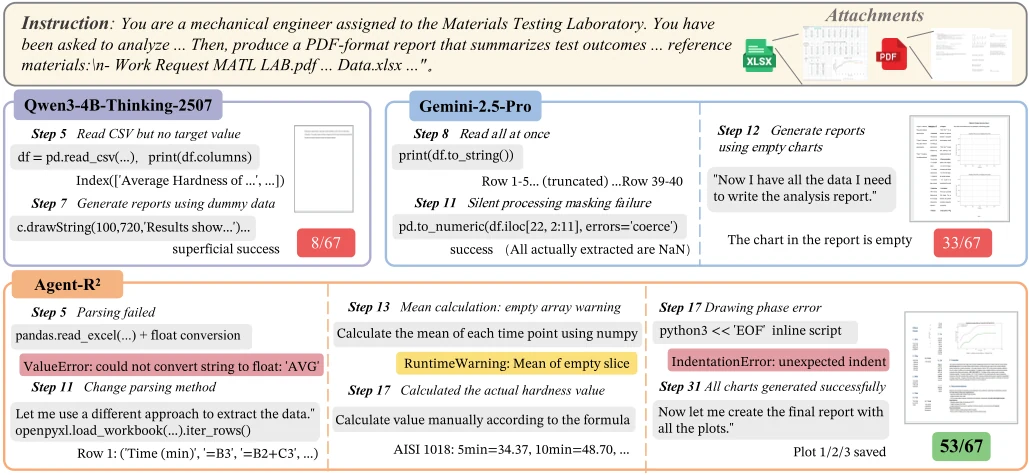 Instruction: You are a mechanical engineer assigned to the Materials Testing Laboratory. You have
been asked to analyze ... Then, produce a PDF-format report that summarizes test outcomes ... reference
materials:\n- Work Request MATL LAB.pdf ... Data.xlsx ..."。
Attachments
XLSX
PDF
Qwen3-4B-Thinking-2507
Step 5 Read CSV but no target value
df = pd.read_csv(...), print(df.columns)
Index(['Average Hardness of ...', ...])
Step 7 Generate reports using dummy data
c.drawString(100,720,'Results show...')...
superficial success
8/67
Gemini-2.5-Pro
Step 8 Read all at once
print(df.to_string())
Row 1-5... (truncated) ...Row 39-40
Step 11 Silent processing masking failure
pd.to_numeric(df.iloc[22, 2:11], errors='coerce')
success (All actually extracted are NaN)
Step 12 Generate reports
using empty charts
"Now I have all the data I need
to write the analysis report."
The chart in the report is empty
33/67
Agent-R²
Step 5 Parsing failed
pandas.read_excel(...) + float conversion
ValueError: could not convert string to float: 'AVG'
Step 11 Change parsing method
Let me use a different approach to extract the data."
openpyxl.load_workbook(...).iter_rows()
Row 1: ('Time (min)', '=B3', '=B2+C3', ...)
Step 13 Mean calculation: empty array warning
Calculate the mean of each time point using numpy
RuntimeWarning: Mean of empty slice
Step 17 Calculated the actual hardness value
Calculate value manually according to the formula
AISI 1018: 5min=34.37, 10min=48.70, ...
Step 17 Drawing phase error
python3 << 'EOF' inline script
IndentationError: unexpected indent
Step 31 All charts generated successfully
Now let me create the final report with
all the plots."
Plot 1/2/3 saved
53/67